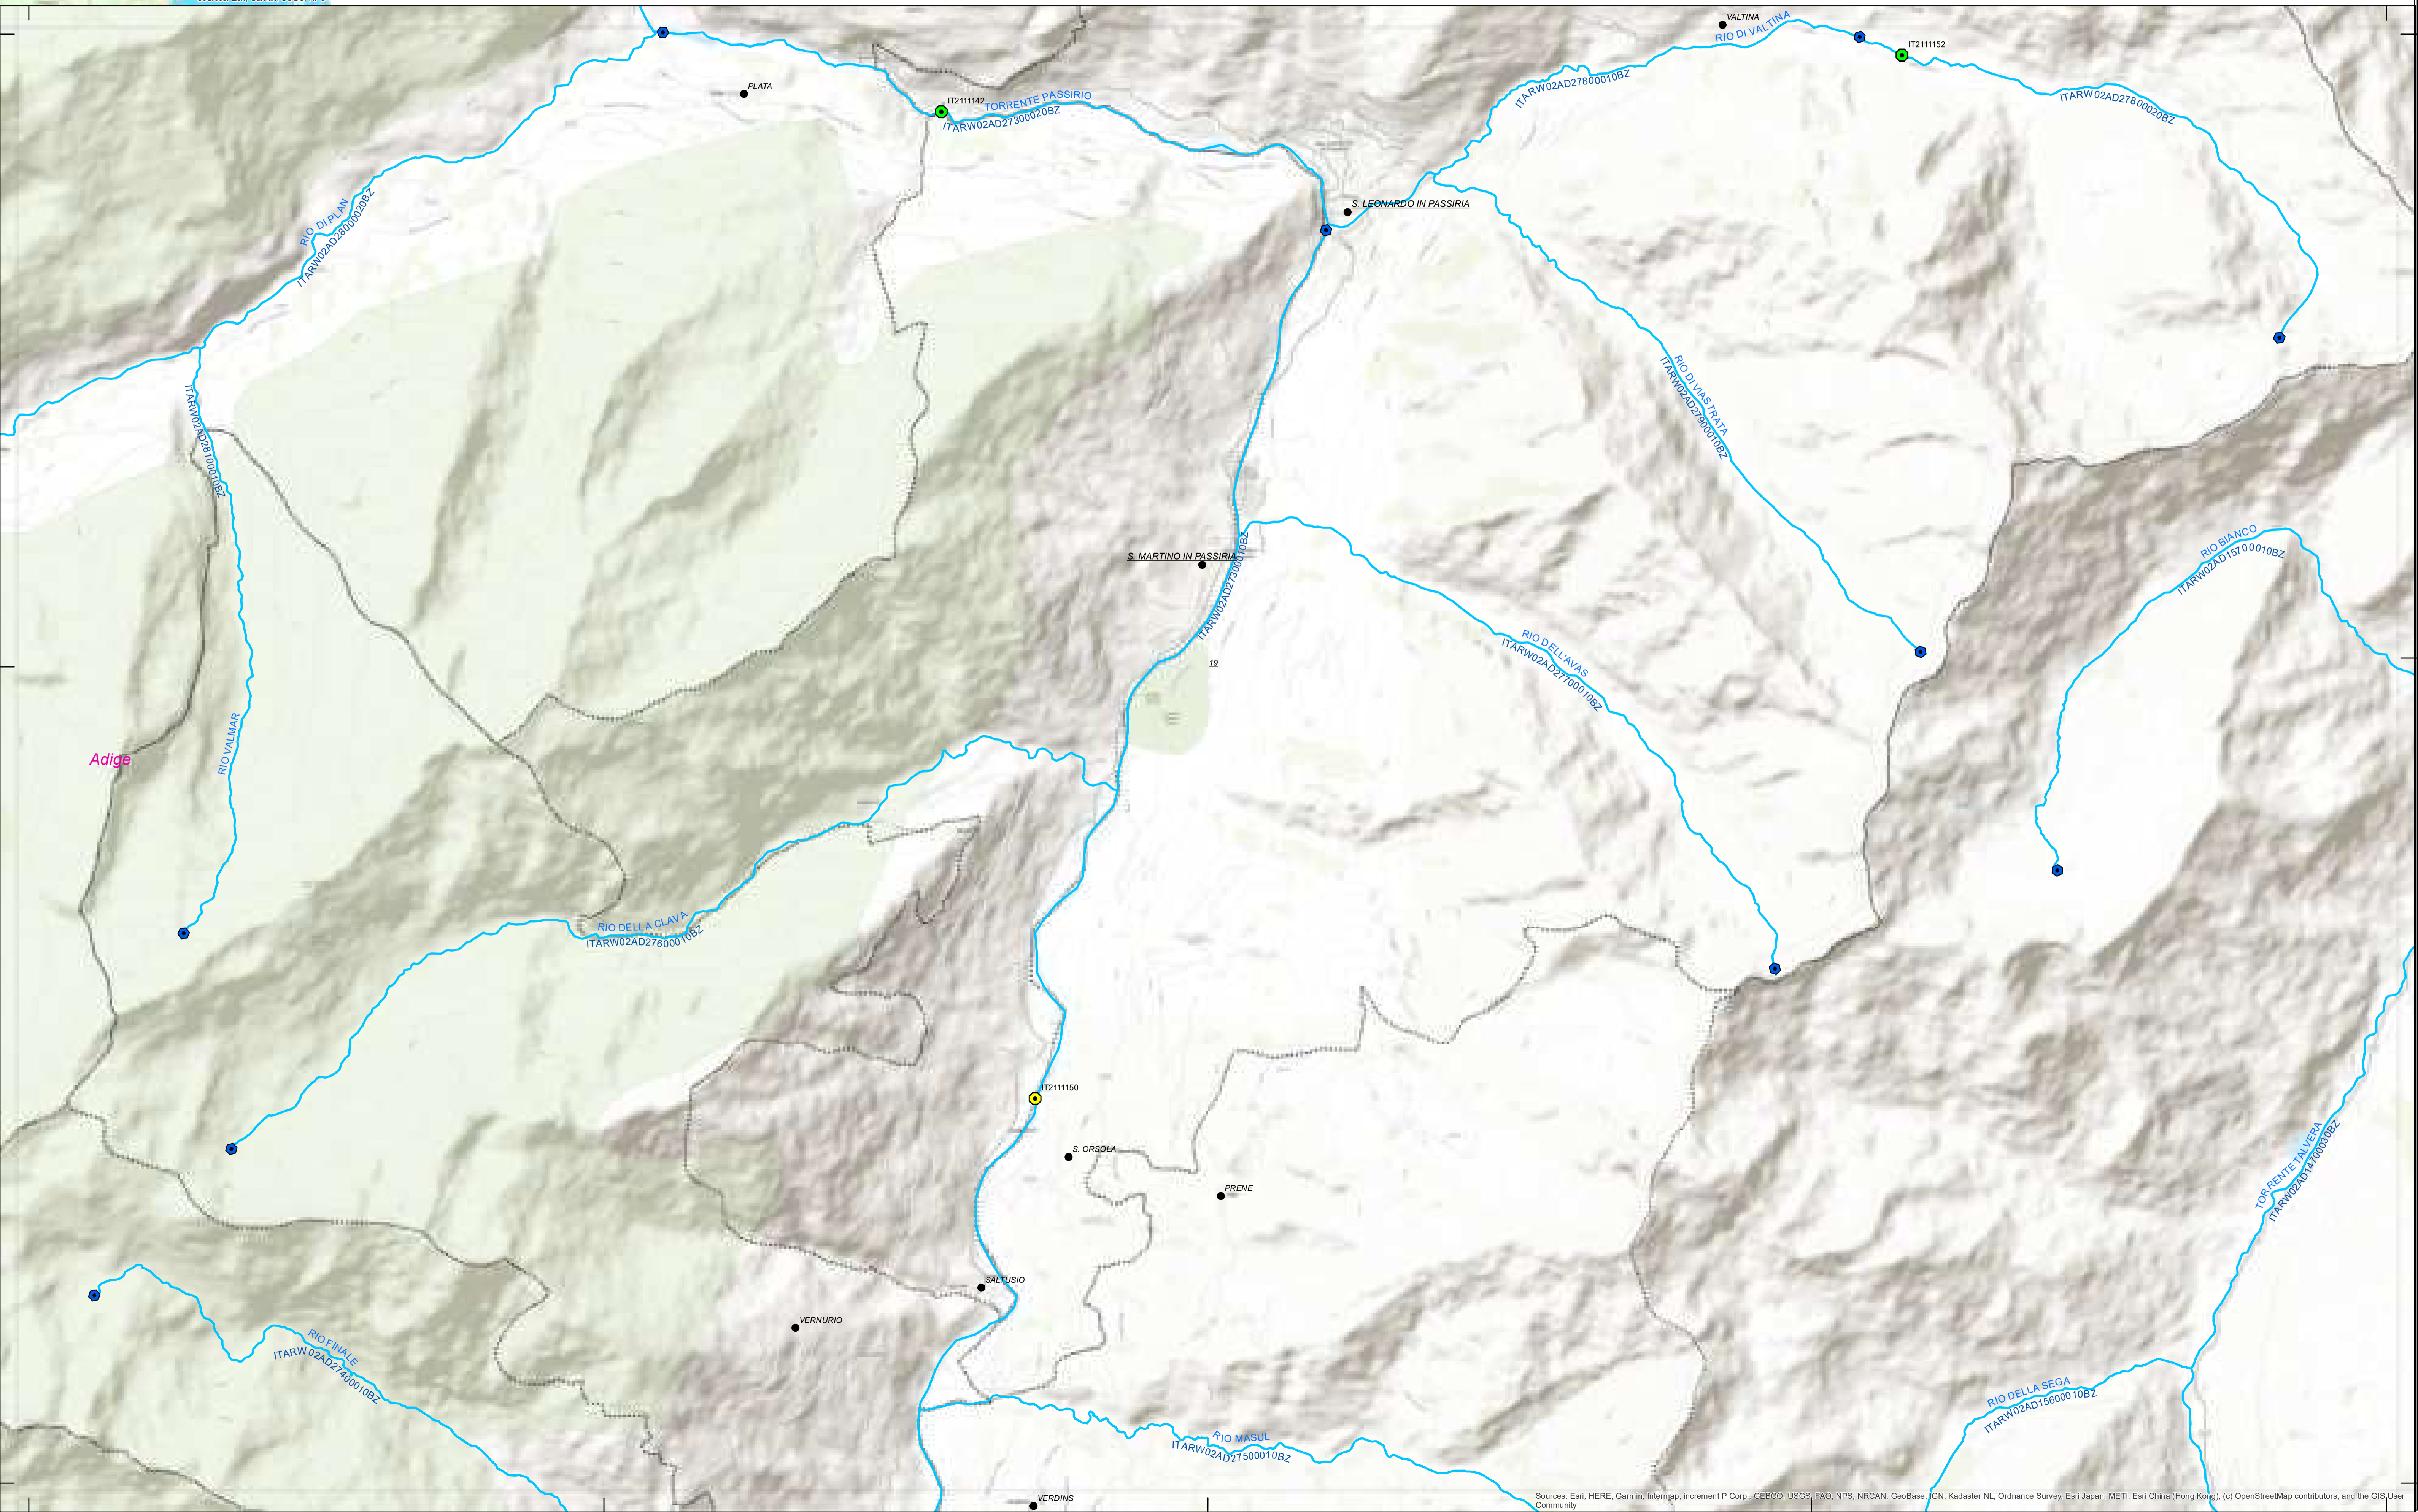 VALTINA
RIO DI VALTINA
IT2111152
ITARW02AD27800010BZ
ITARW02AD27800020BZ
PLATA
IT2111142
TORRENTE PASSIRIO
ITARW02AD27300020BZ
S. LEONARDO IN PASSIRIA
RIO DI PLAN
ITARW02AD28000020BZ
RIO DI VIASTRATA
ITARW02AD27900010BZ
ITARW02AD28100010BZ
RIO VALMAR
RIO BIANCO
ITARW02AD15700010BZ
S. MARTINO IN PASSIRIA
ITARW02AD27300010BZ
RIO DELL'AVAS
ITARW02AD27700010BZ
19
Adige
RIO DELLA CLAVA
ITARW02AD27600010BZ
IT2111150
S. ORSOLA
PRENE
TORRENTE TALVERA
ITARW02AD14700030BZ
SALTUSIO
VERNURIO
RIO FINALE
ITARW02AD27400010BZ
RIO DELLA SEGA
ITARW02AD15600010BZ
RIO MASUL
ITARW02AD27500010BZ
VERDINS
Sources: Esri, HERE, Garmin, Intermap, increment P Corp., GEBCO, USGS, FAO, NPS, NRCAN, GeoBase, IGN, Kadaster NL, Ordnance Survey, Esri Japan, METI, Esri China (Hong Kong), (c) OpenStreetMap contributors, and the GIS User
Community